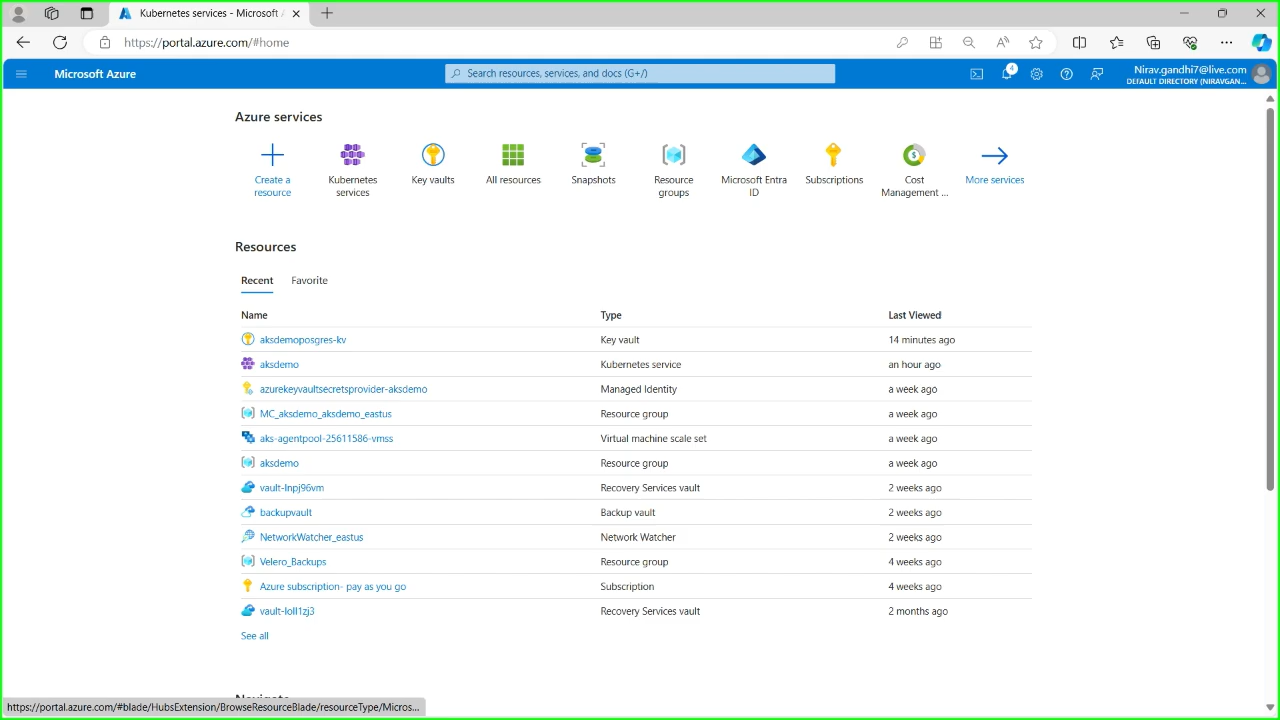 Kubernetes services - Microsoft A
https://portal.azure.com/#home
Microsoft Azure
Search resources, services, and docs (G+/)
4
Nirav.gandhi7@live.com
DEFAULT DIRECTORY (NIRAVGAN...
Azure services
Create a resource
Kubernetes services
Key vaults
All resources
Snapshots
Resource groups
Microsoft Entra ID
Subscriptions
Cost Management ...
More services
Resources
Recent
Favorite
Name Type Last Viewed
aksdemoposgres-kv Key vault 14 minutes ago
aksdemo Kubernetes service an hour ago
azurekeyvaultsecretsprovider-aksdemo Managed Identity a week ago
MC_aksdemo_aksdemo_eastus Resource group a week ago
aks-agentpool-25611586-vmss Virtual machine scale set a week ago
aksdemo Resource group a week ago
vault-lnpj96vm Recovery Services vault 2 weeks ago
backupvault Backup vault 2 weeks ago
NetworkWatcher_eastus Network Watcher 2 weeks ago
Velero_Backups Resource group 4 weeks ago
Azure subscription- pay as you go Subscription 4 weeks ago
vault-loll1zj3 Recovery Services vault 2 months ago
See all
Navigate
https://portal.azure.com/#blade/HubsExtension/BrowseResourceBlade/resourceType/Micros...